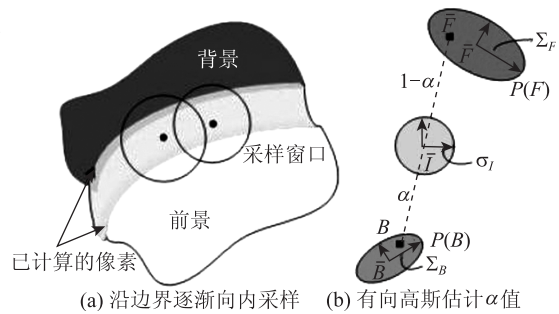 背景
采样窗口
前景
已计算的像素
(a) 沿边界逐渐向内采样
F̄
F̄
Σ_F
P(F)
1−α
Ī
σ_I
α
B
P(B)
B̄
Σ_B
(b) 有向高斯估计α值